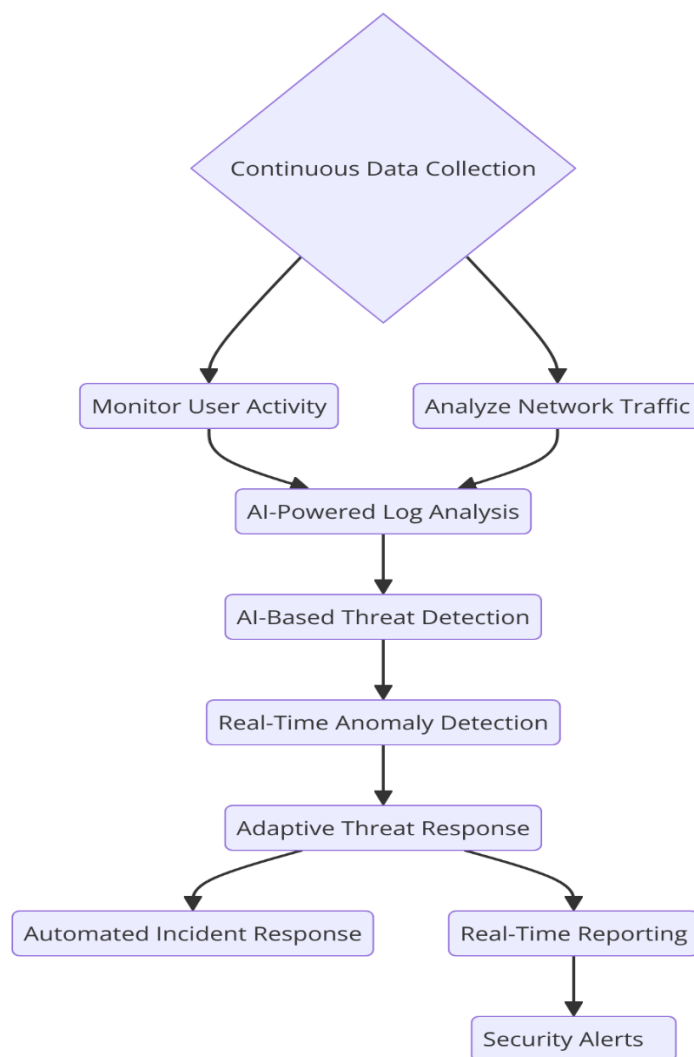 Continuous Data Collection
Monitor User Activity
Analyze Network Traffic
AI-Powered Log Analysis
AI-Based Threat Detection
Real-Time Anomaly Detection
Adaptive Threat Response
Automated Incident Response
Real-Time Reporting
Security Alerts